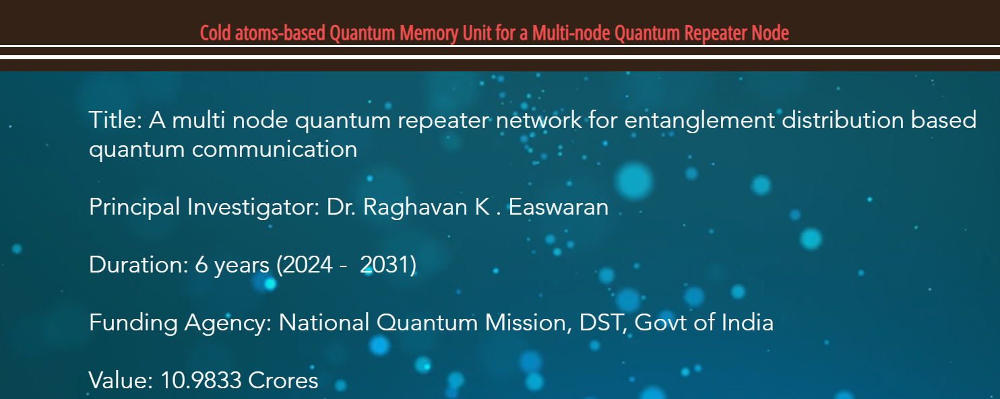 Cold atoms-based Quantum Memory Unit for a Multi-node Quantum Repeater Node
Title: A multi node quantum repeater network for entanglement distribution based
quantum communication
Principal Investigator: Dr. Raghavan K . Easwaran
Duration: 6 years (2024 -  2031)
Funding Agency: National Quantum Mission, DST, Govt of India
Value: 10.9833 Crores